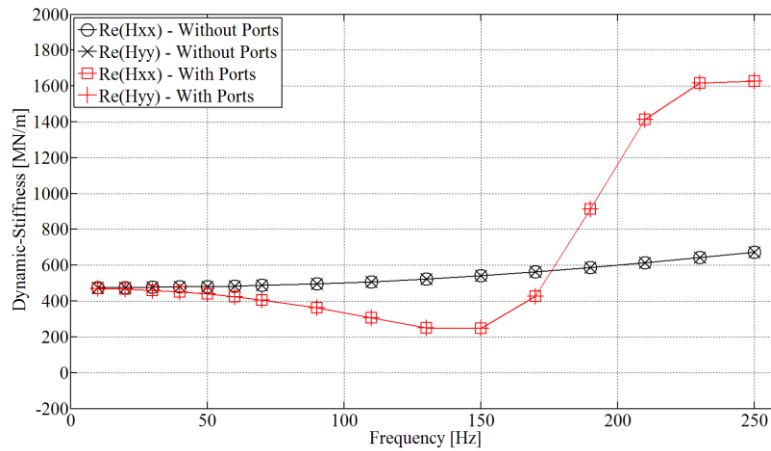 2000
1800
1600
1400
1200
1000
800
600
400
200
0
-200
Dynamic-Stiffness [MN/m]
Re(Hxx) - Without Ports
Re(Hyy) - Without Ports
Re(Hxx) - With Ports
Re(Hyy) - With Ports
0 50 100 150 200 250
Frequency [Hz]